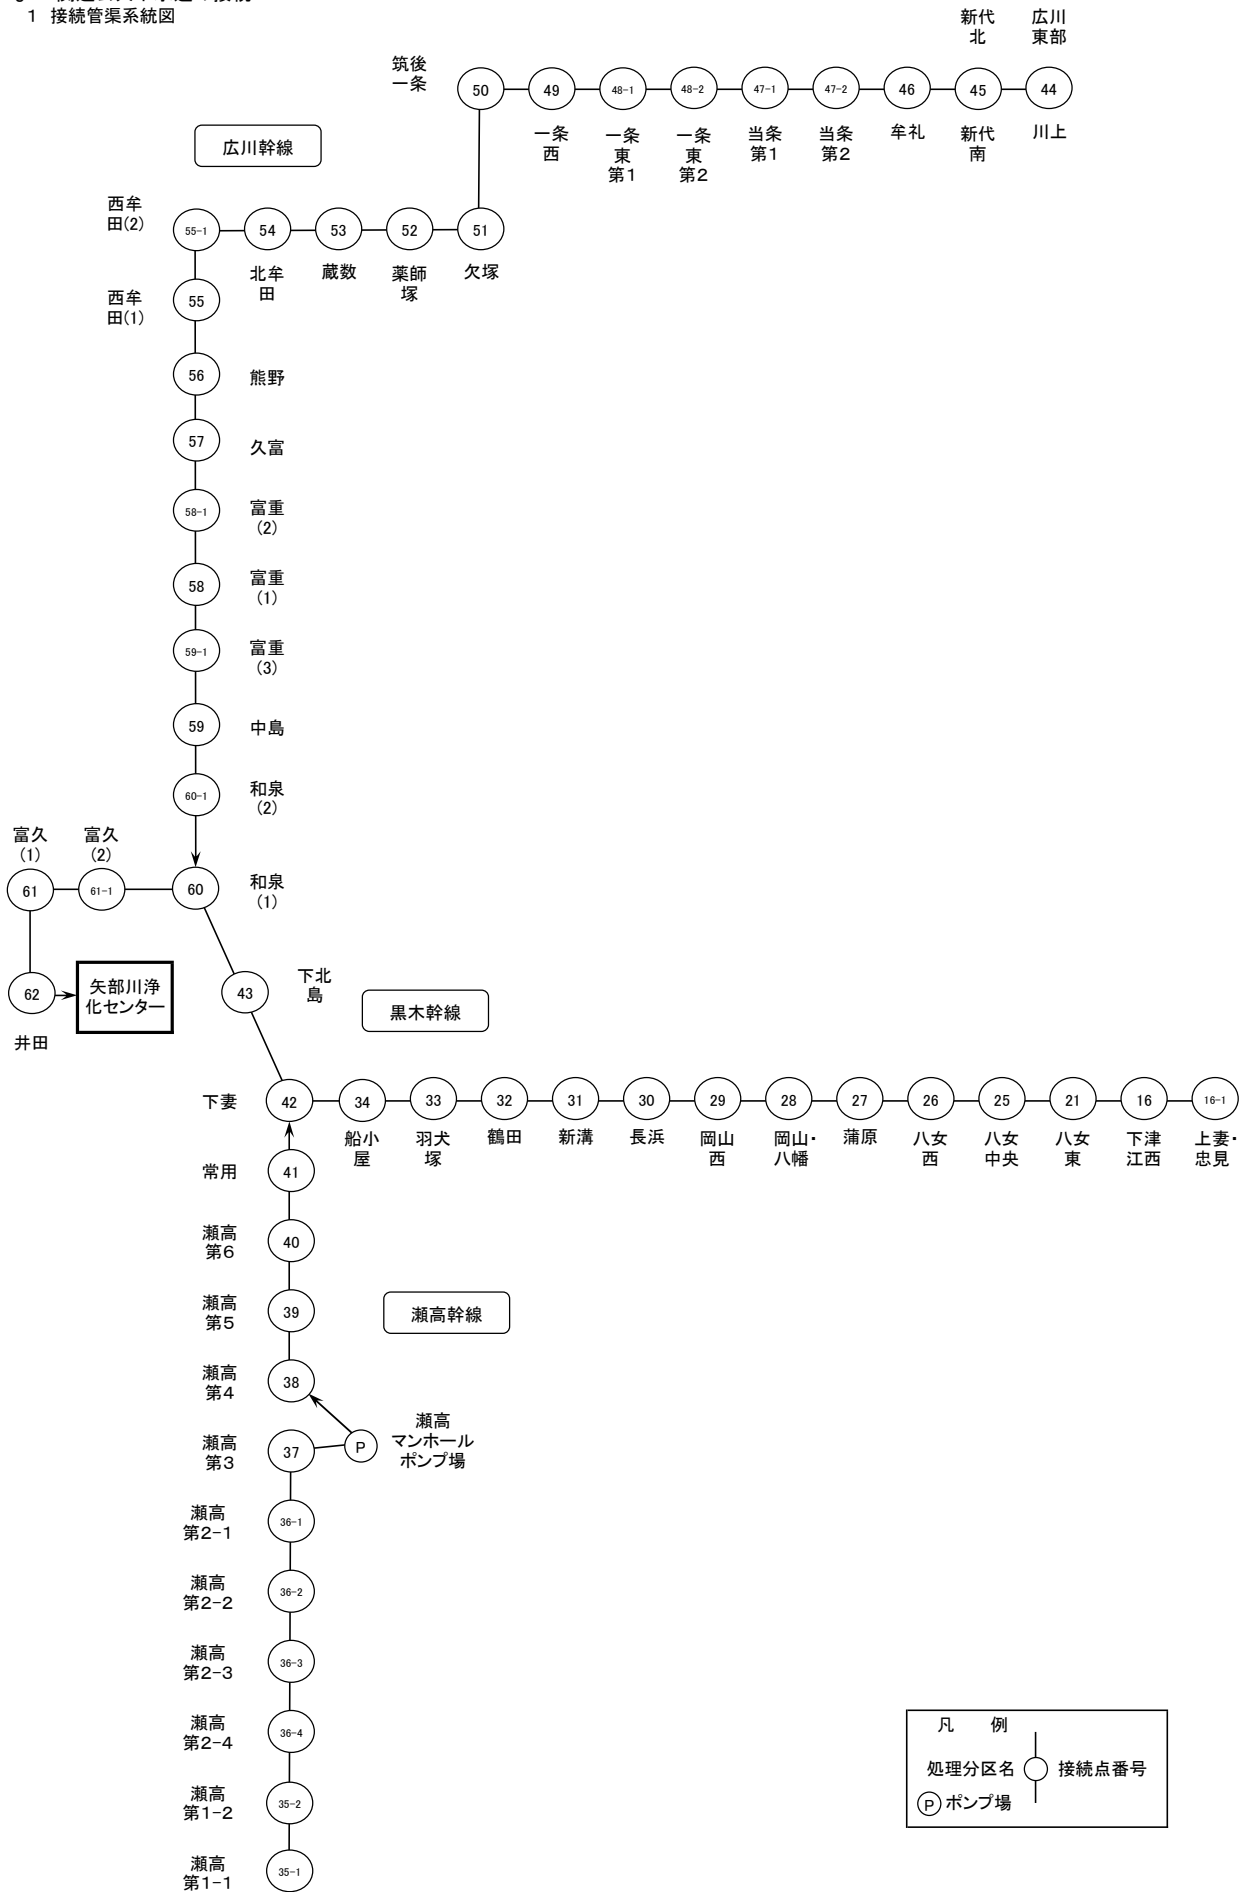 1 接続管渠系統図
新代
北
広川
東部
筑後
一条
50
49
48-1
48-2
47-1
47-2
46
45
44
一条
西
一条
東
第1
一条
東
第2
当条
第1
当条
第2
牟礼
新代
南
川上
広川幹線
西牟
田(2)
55-1
54
53
52
51
北牟
田
蔵数
薬師
塚
欠塚
西牟
田(1)
55
56
熊野
57
久富
58-1
富重
(2)
58
富重
(1)
59-1
富重
(3)
59
中島
60-1
和泉
(2)
富久
(1)
富久
(2)
61
61-1
60
和泉
(1)
62
矢部川浄
化センター
井田
43
下北
島
黒木幹線
下妻
42
34
33
32
31
30
29
28
27
26
25
21
16
16-1
船小
屋
羽犬
塚
鶴田
新溝
長浜
岡山
西
岡山・
八幡
蒲原
八女
西
八女
中央
八女
東
下津
江西
上妻・
忠見
常用
41
瀬高
第6
40
瀬高
第5
39
瀬高幹線
瀬高
第4
38
瀬高
第3
37
P
瀬高
マンホール
ポンプ場
瀬高
第2-1
36-1
瀬高
第2-2
36-2
瀬高
第2-3
36-3
瀬高
第2-4
36-4
瀬高
第1-2
35-2
瀬高
第1-1
35-1
凡 例
処理分区名
接続点番号
P ポンプ場